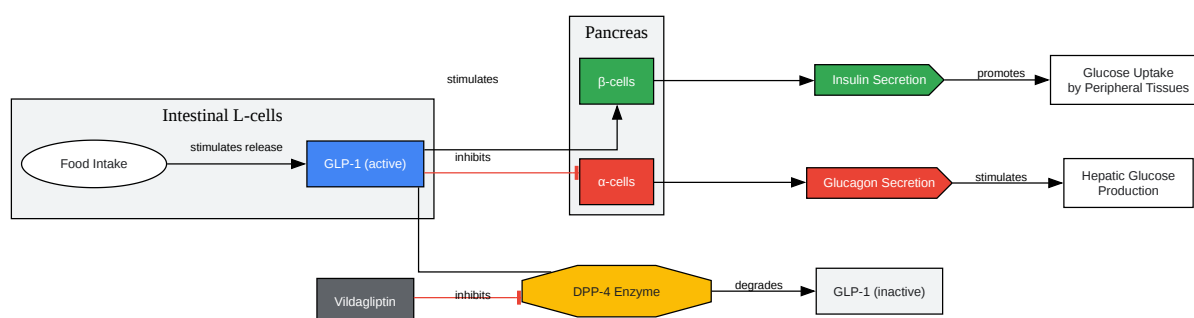 Pancreas
stimulates
β-cells
Insulin Secretion
promotes
Glucose Uptake
by Peripheral Tissues
Intestinal L-cells
Food Intake
stimulates release
GLP-1 (active)
inhibits
α-cells
Glucagon Secretion
stimulates
Hepatic Glucose
Production
Vildagliptin
inhibits
DPP-4 Enzyme
degrades
GLP-1 (inactive)